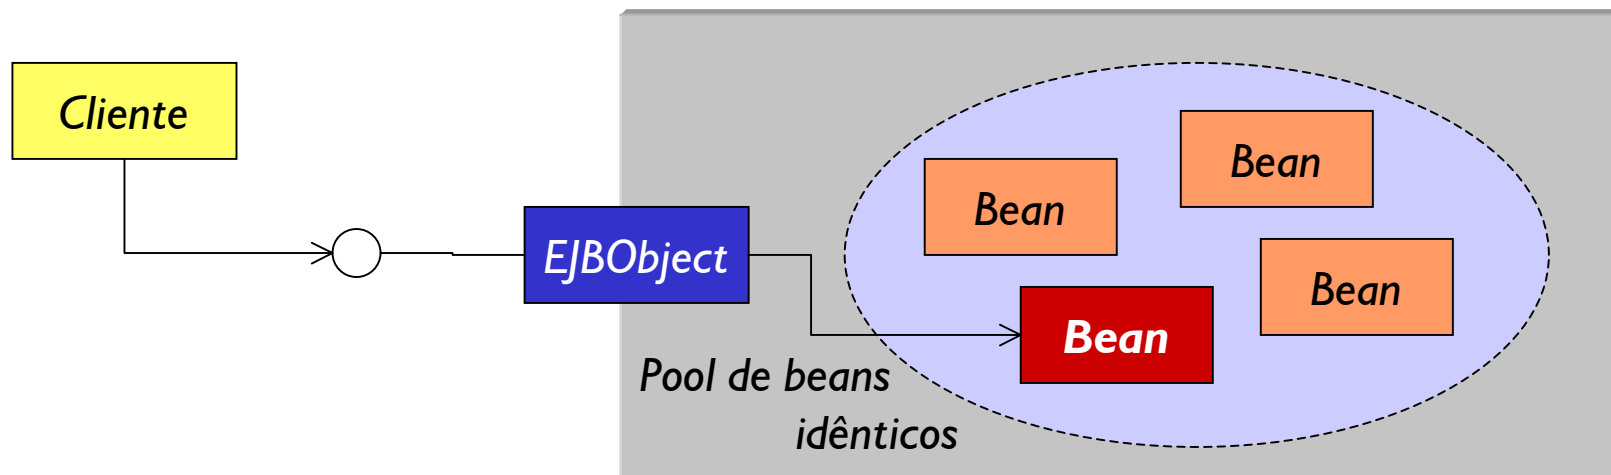 Cliente
EJBObject
Bean
Bean
Bean
Bean
Pool de beans
idênticos